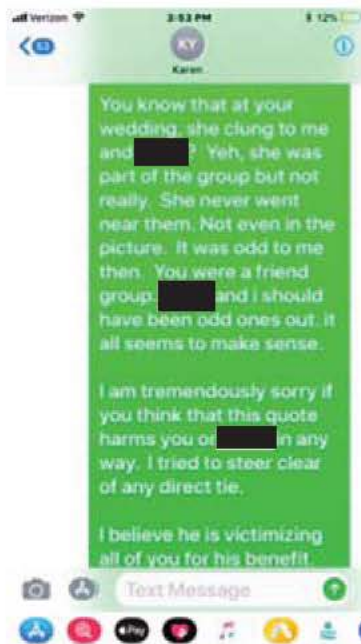 Verizon 3:53 PM 12%
53
KY
Karen
You know that at your
wedding, she clung to me
and ? Yeh, she was
part of the group but not
really. She never went
near them. Not even in the
picture. It was odd to me
then. You were a friend
group. and i should
have been odd ones out. it
all seems to make sense.
I am tremendously sorry if
you think that this quote
harms you or in any
way. I tried to steer clear
of any direct tie.
I believe he is victimizing
all of you for his benefit.
Text Message
Pay